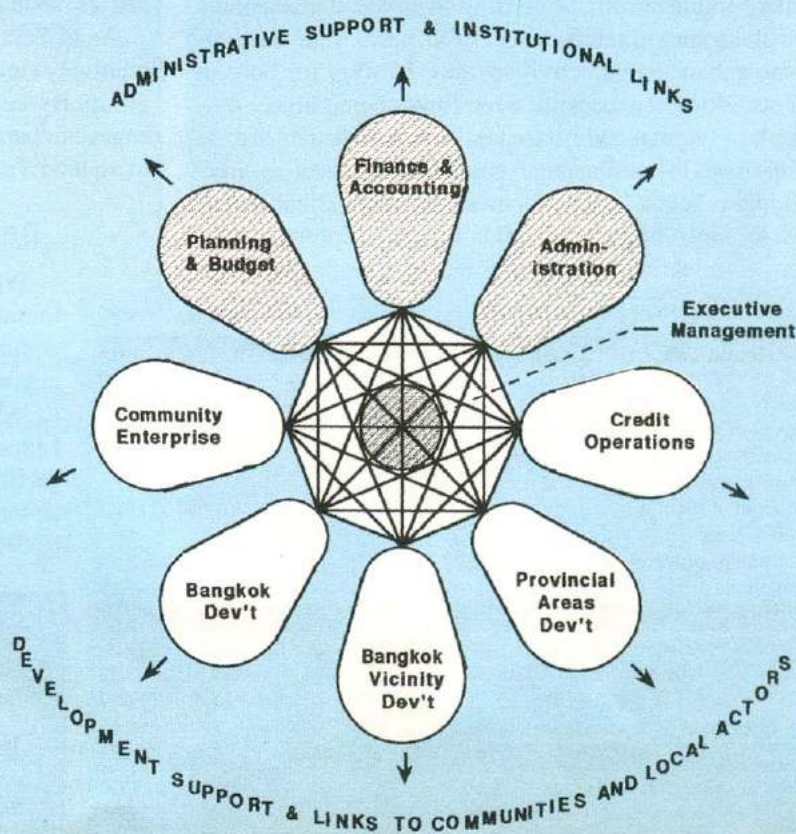 ADMINISTRATIVE SUPPORT & INSTITUTIONAL LINKS
Finance &
Accounting
Planning
& Budget
Admin-
istration
Executive
Management
Community
Enterprise
Credit
Operations
Bangkok
Dev't
Provincial
Areas
Dev't
Bangkok
Vicinity
Dev't
DEVELOPMENT SUPPORT & LINKS TO COMMUNITIES AND LOCAL ACTORS